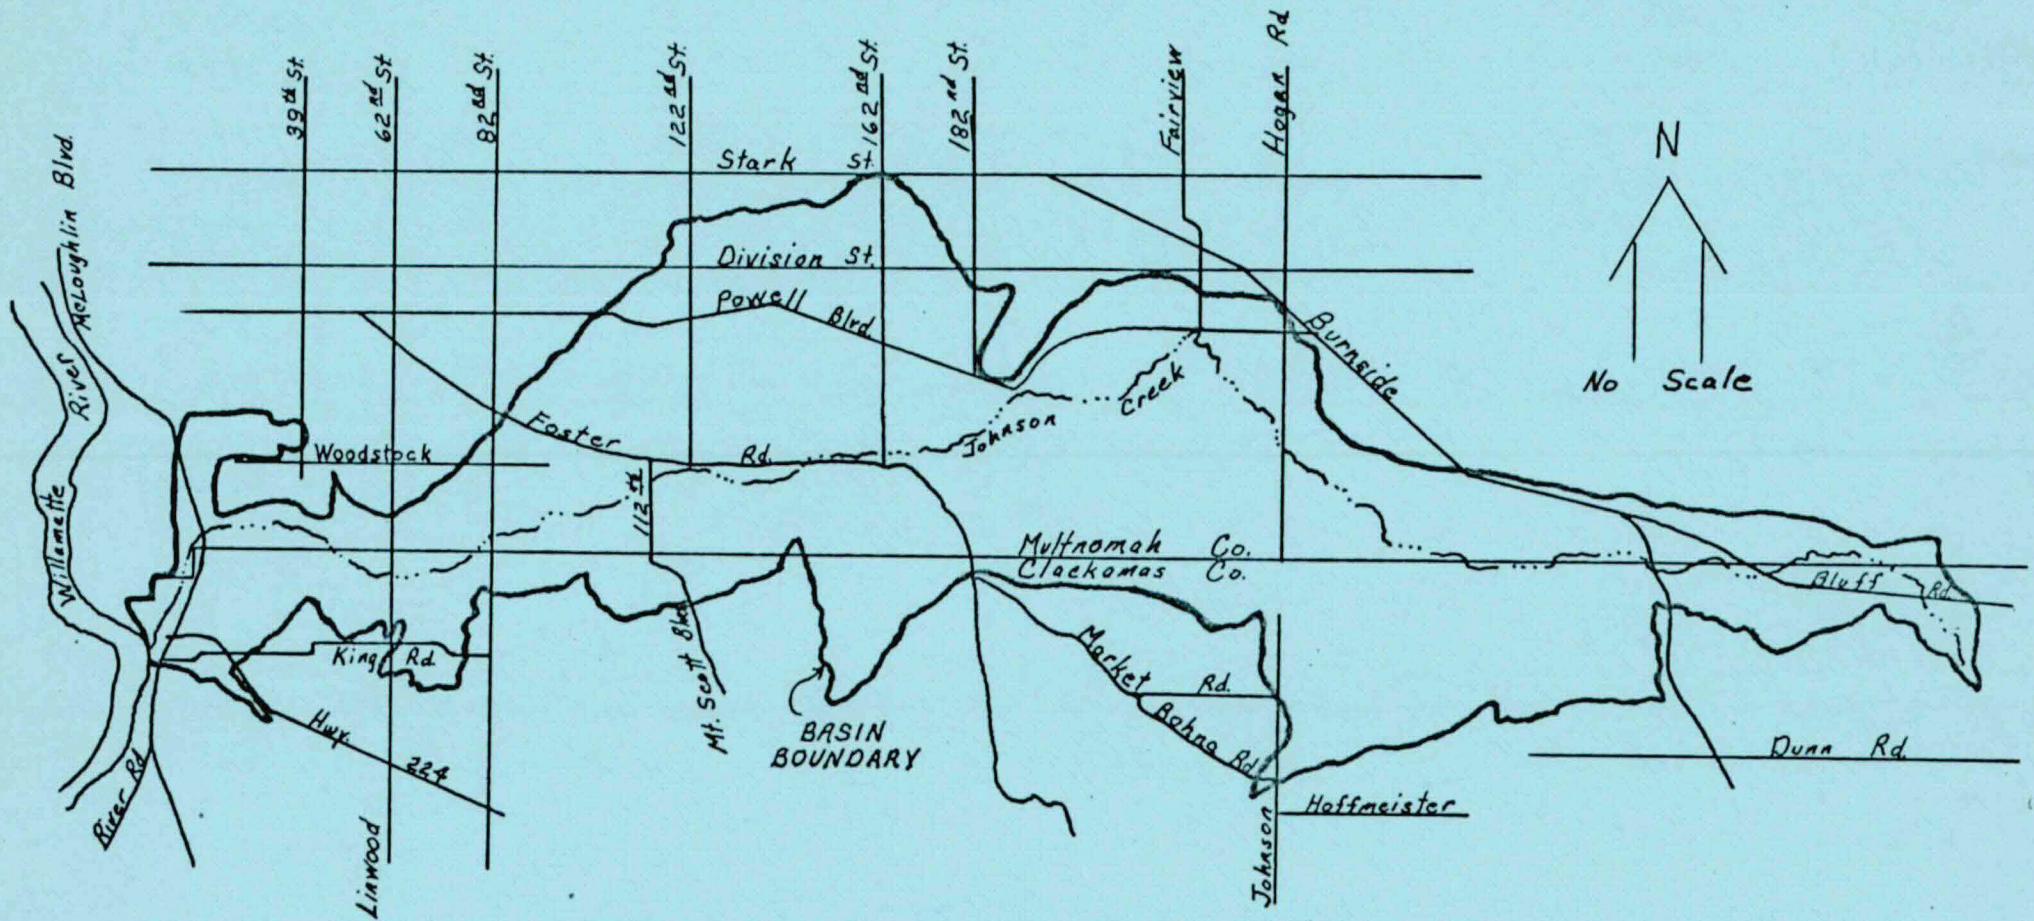 McLoughlin Blvd.
39th St.
62nd St.
82nd St.
122nd St.
162nd St.
182nd St.
Fairview
Hogan Rd
Stark St.
Division St.
Powell Blvd.
Burnside
N
No Scale
Willamette River
Woodstock
Foster Rd.
Johnson Creek
112th
Multnomah Co.
Clackamas Co.
Bluff Rd.
King Rd.
Mt. Scott Blvd.
Market Rd.
Bohna Rd.
BASIN
BOUNDARY
Hwy. 224
River Rd
Linwood
Johnson
Hoffmeister
Dunn Rd.